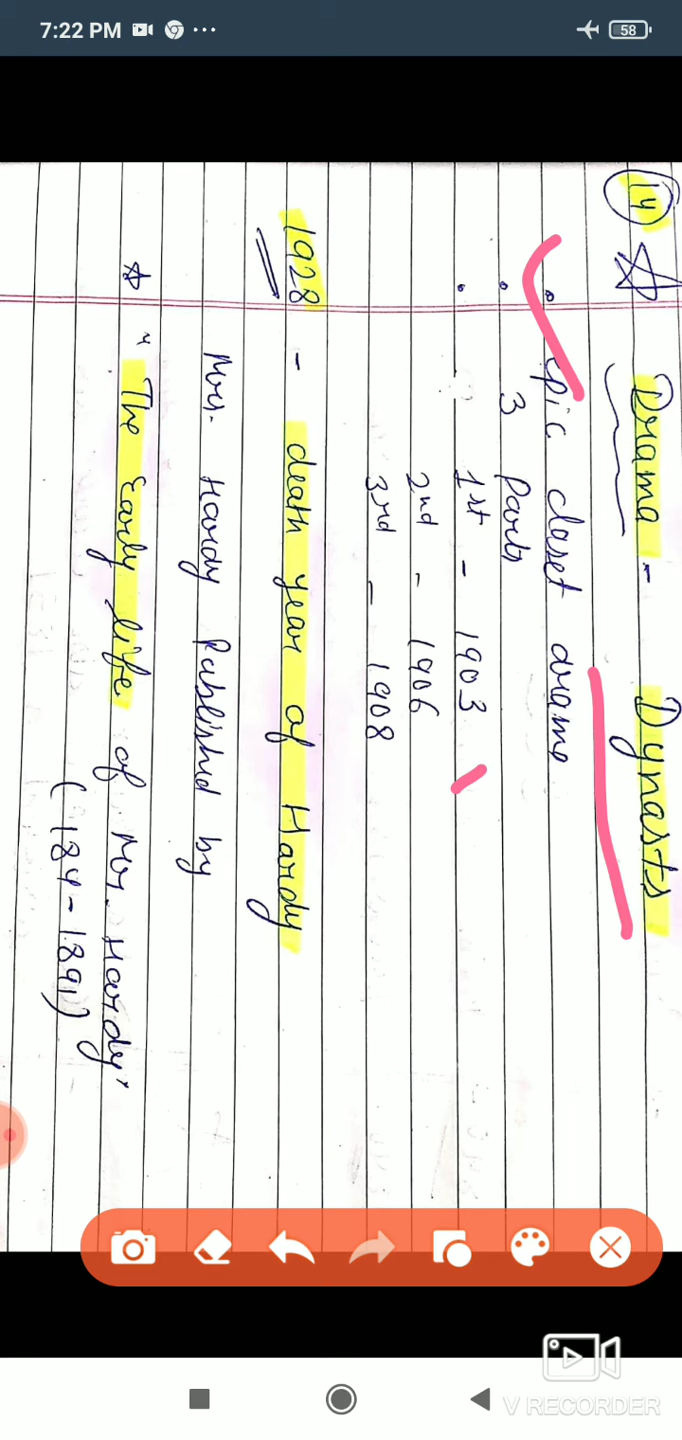 7:22 PM ...
58
14
Drama - Dynasts
epic closet drama
3 Parts
1st - 1903
2nd - 1906
3rd - 1908
1928 - death year of Hardy
Mrs. Hardy Published by
"The Early life of Mr. Hardy"
(184-1891)
V RECORDER